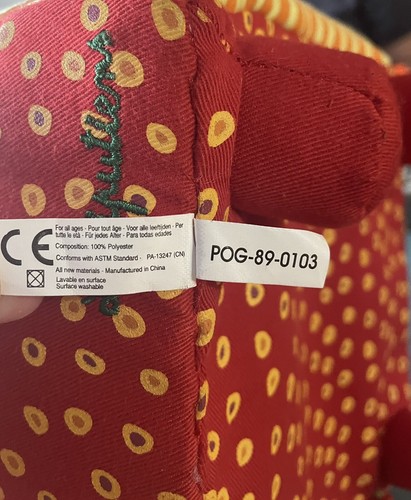 CE
For all ages - Pour tout âge - Voor alle leeftijden - Per
tutte le età - Für jedes Alter - Para todas edades
Composition: 100% Polyester
Conforms with ASTM Standard - PA-13247 (CN)
All new materials - Manufactured in China
Lavable en surface
Surface washable
POG-89-0103